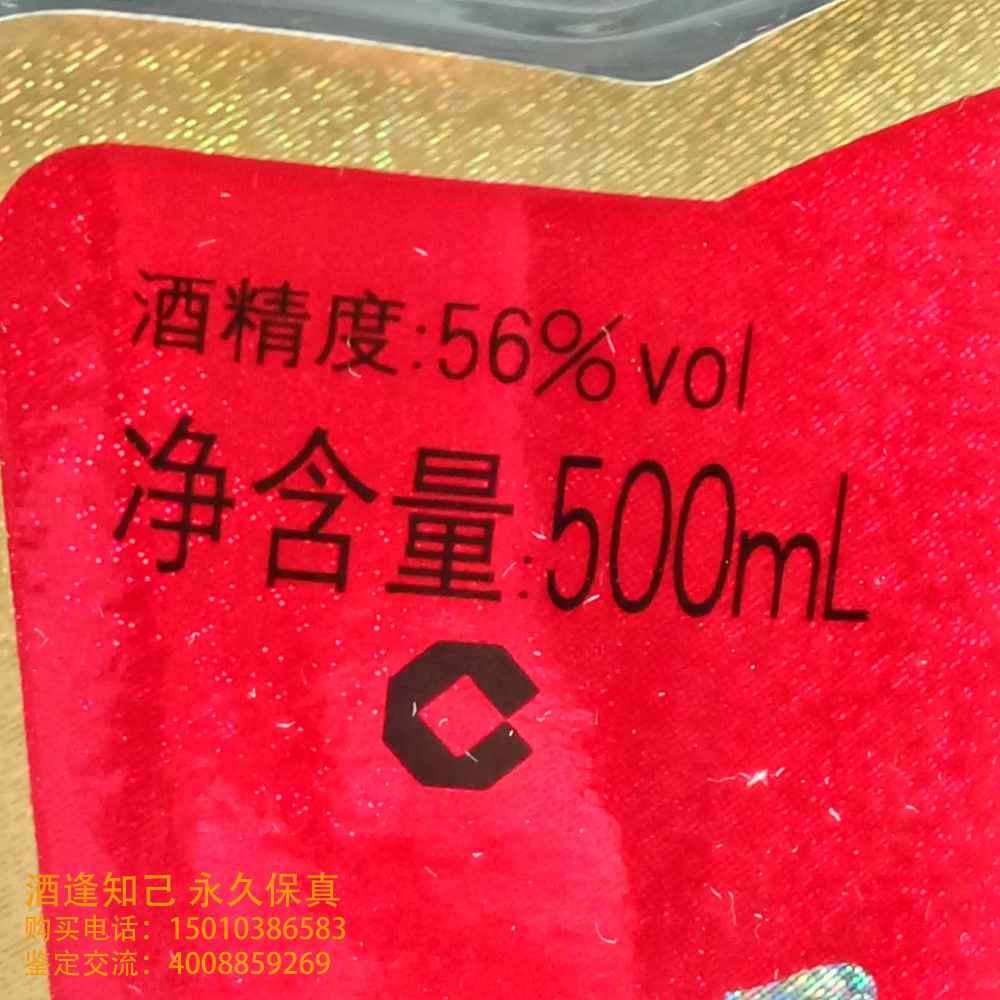 酒精度:56%vol
净含量:500mL
酒逢知己 永久保真
购买电话：15010386583
鉴定交流：4008859269